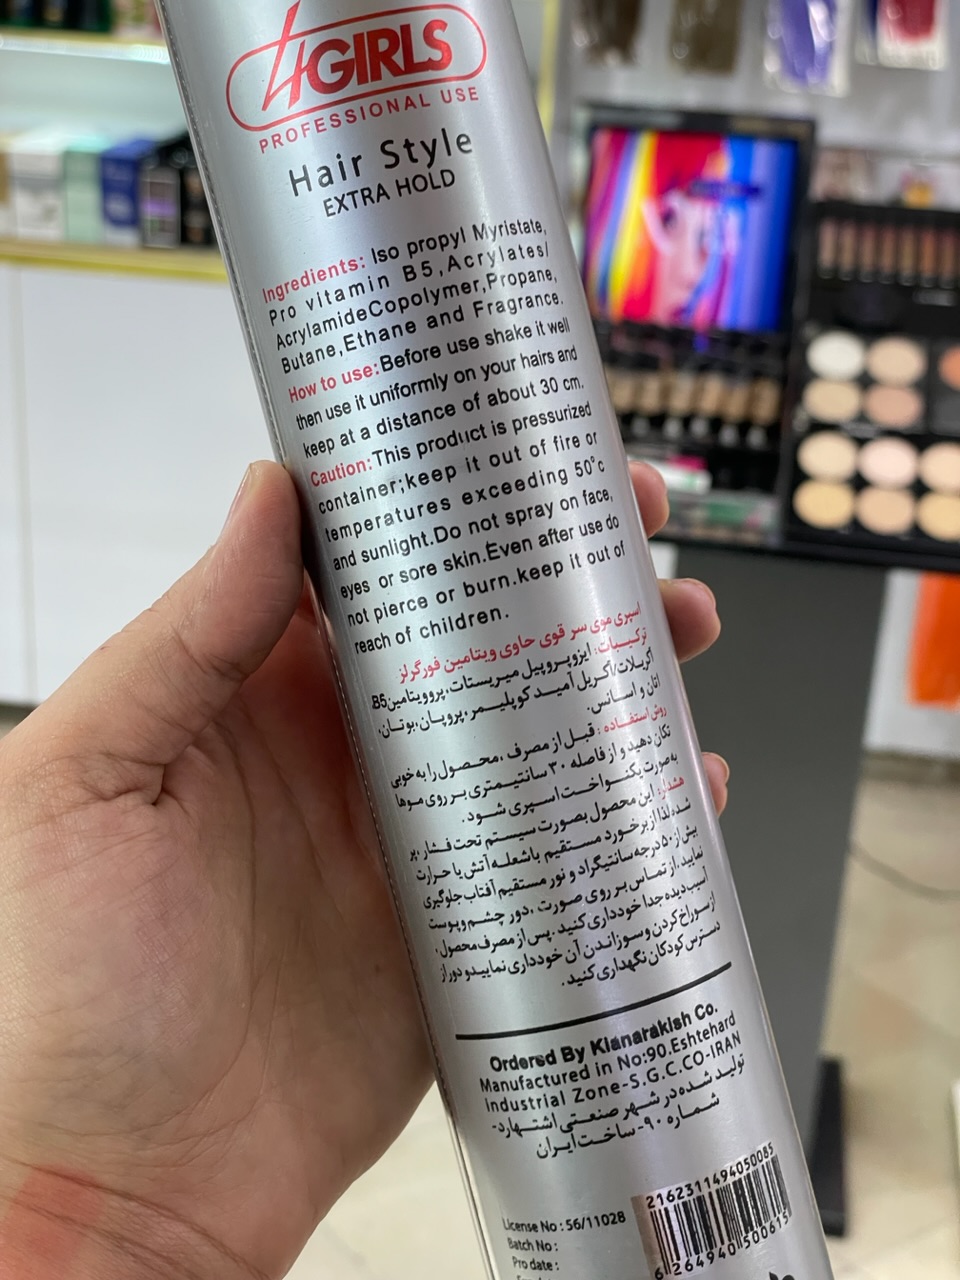 4GIRLS
PROFESSIONAL USE
Hair Style
EXTRA HOLD
Ingredients: Iso propyl Myristate,
Pro vitamin B5,Acrylates/
AcrylamideCopolymer,Propane,
Butane,Ethane and Fragrance.
How to use:Before use shake it well
then use it uniformly on your hairs and
keep at a distance of about 30 cm.
Caution:This product is pressurized
container;keep it out of fire or
temperatures exceeding 50°c
and sunlight.Do not spray on face,
eyes or sore skin.Even after use do
not pierce or burn.keep it out of
reach of children.
اسپری موی سر قوی حاوی ویتامین فورگرلز
ترکیبات: ایزوپروپیل میریستات،پروویتامینB5،
اکریلات/آکریل آمید کوپلیمر،پروپان،بوتان،
اتان و اسانس.
روش استفاده : قبل از مصرف ،محصول را به خوبی
تکان دهید و از فاصله ۳۰ سانتیمتری بر روی موها
به صورت یکنواخت اسپری شود .
هشدار: این محصول بصورت سیستم تحت فشار پر
شده،لذا از برخورد مستقیم باشعله آتش یا حرارت
بیش از ۵۰ درجه سانتیگراد و نور مستقیم آفتاب جلوگیری
نمایید .از تماس بر روی صورت ،دور چشم و پوست
آسیب دیده جدا خودداری کنید .پس از مصرف محصول،
از سوراخ کردن و سوزاندن آن خودداری نمایید و دور از
دسترس کودکان نگهداری کنید.
Ordered By Kianarakish Co.
Manufactured in No:90.Eshtehard
Industrial Zone-S.G.C.CO-IRAN
تولید شده در شهر صنعتی اشتهارد-
شماره ۹۰- ساخت ایران
2162311494050085
License No : 56/11028
Batch No :
Pro date :
6 264940 500615